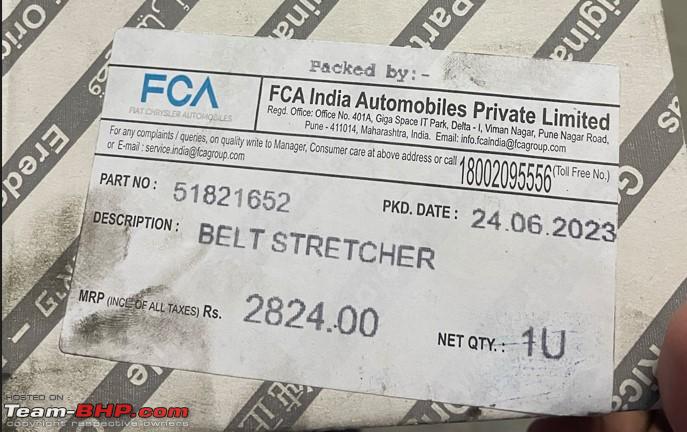 Packed by:-
FCA
FIAT CHRYSLER AUTOMOBILES
FCA India Automobiles Private Limited
Regd. Office: Office No. 401A, Giga Space IT Park, Delta - I, Viman Nagar, Pune Nagar Road,
Pune - 411014, Maharashtra, India. Email: info.fcaindia@fcagroup.com
For any complaints / queries, on quality write to Manager, Consumer care at above address or call 18002095556 (Toll Free No.)
or E-mail : service.india@fcagroup.com
PART NO : 51821652
PKD. DATE : 24.06.2023
DESCRIPTION : BELT STRETCHER
MRP (INCL OF ALL TAXES) Rs. 2824.00
NET QTY. : 1U
HOSTED ON
Team-BHP.com
copyright respective owners